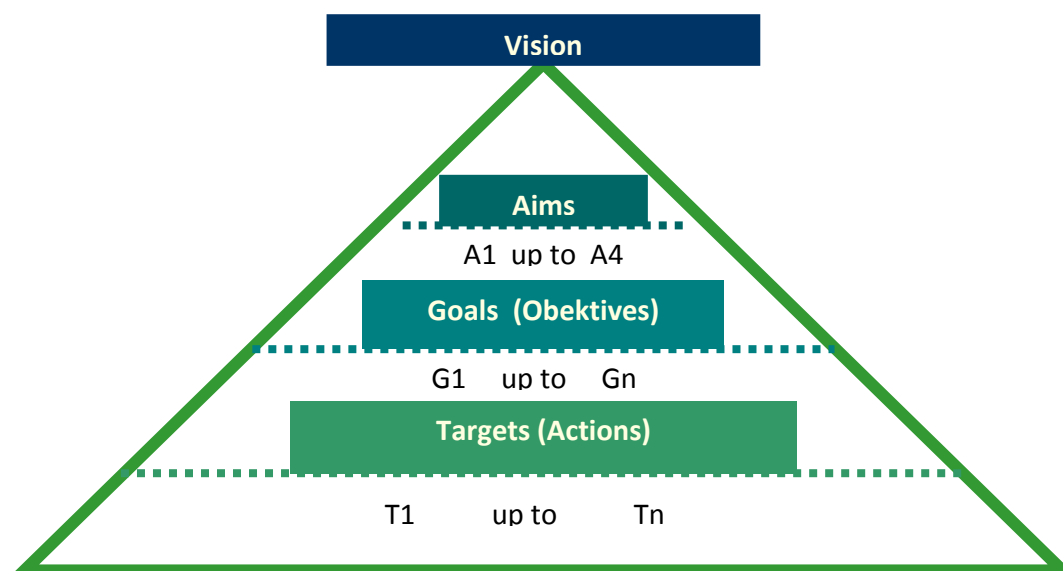 Vision
Aims
A1 up to A4
Goals (Obektives)
G1 up to Gn
Targets (Actions)
T1 up to Tn